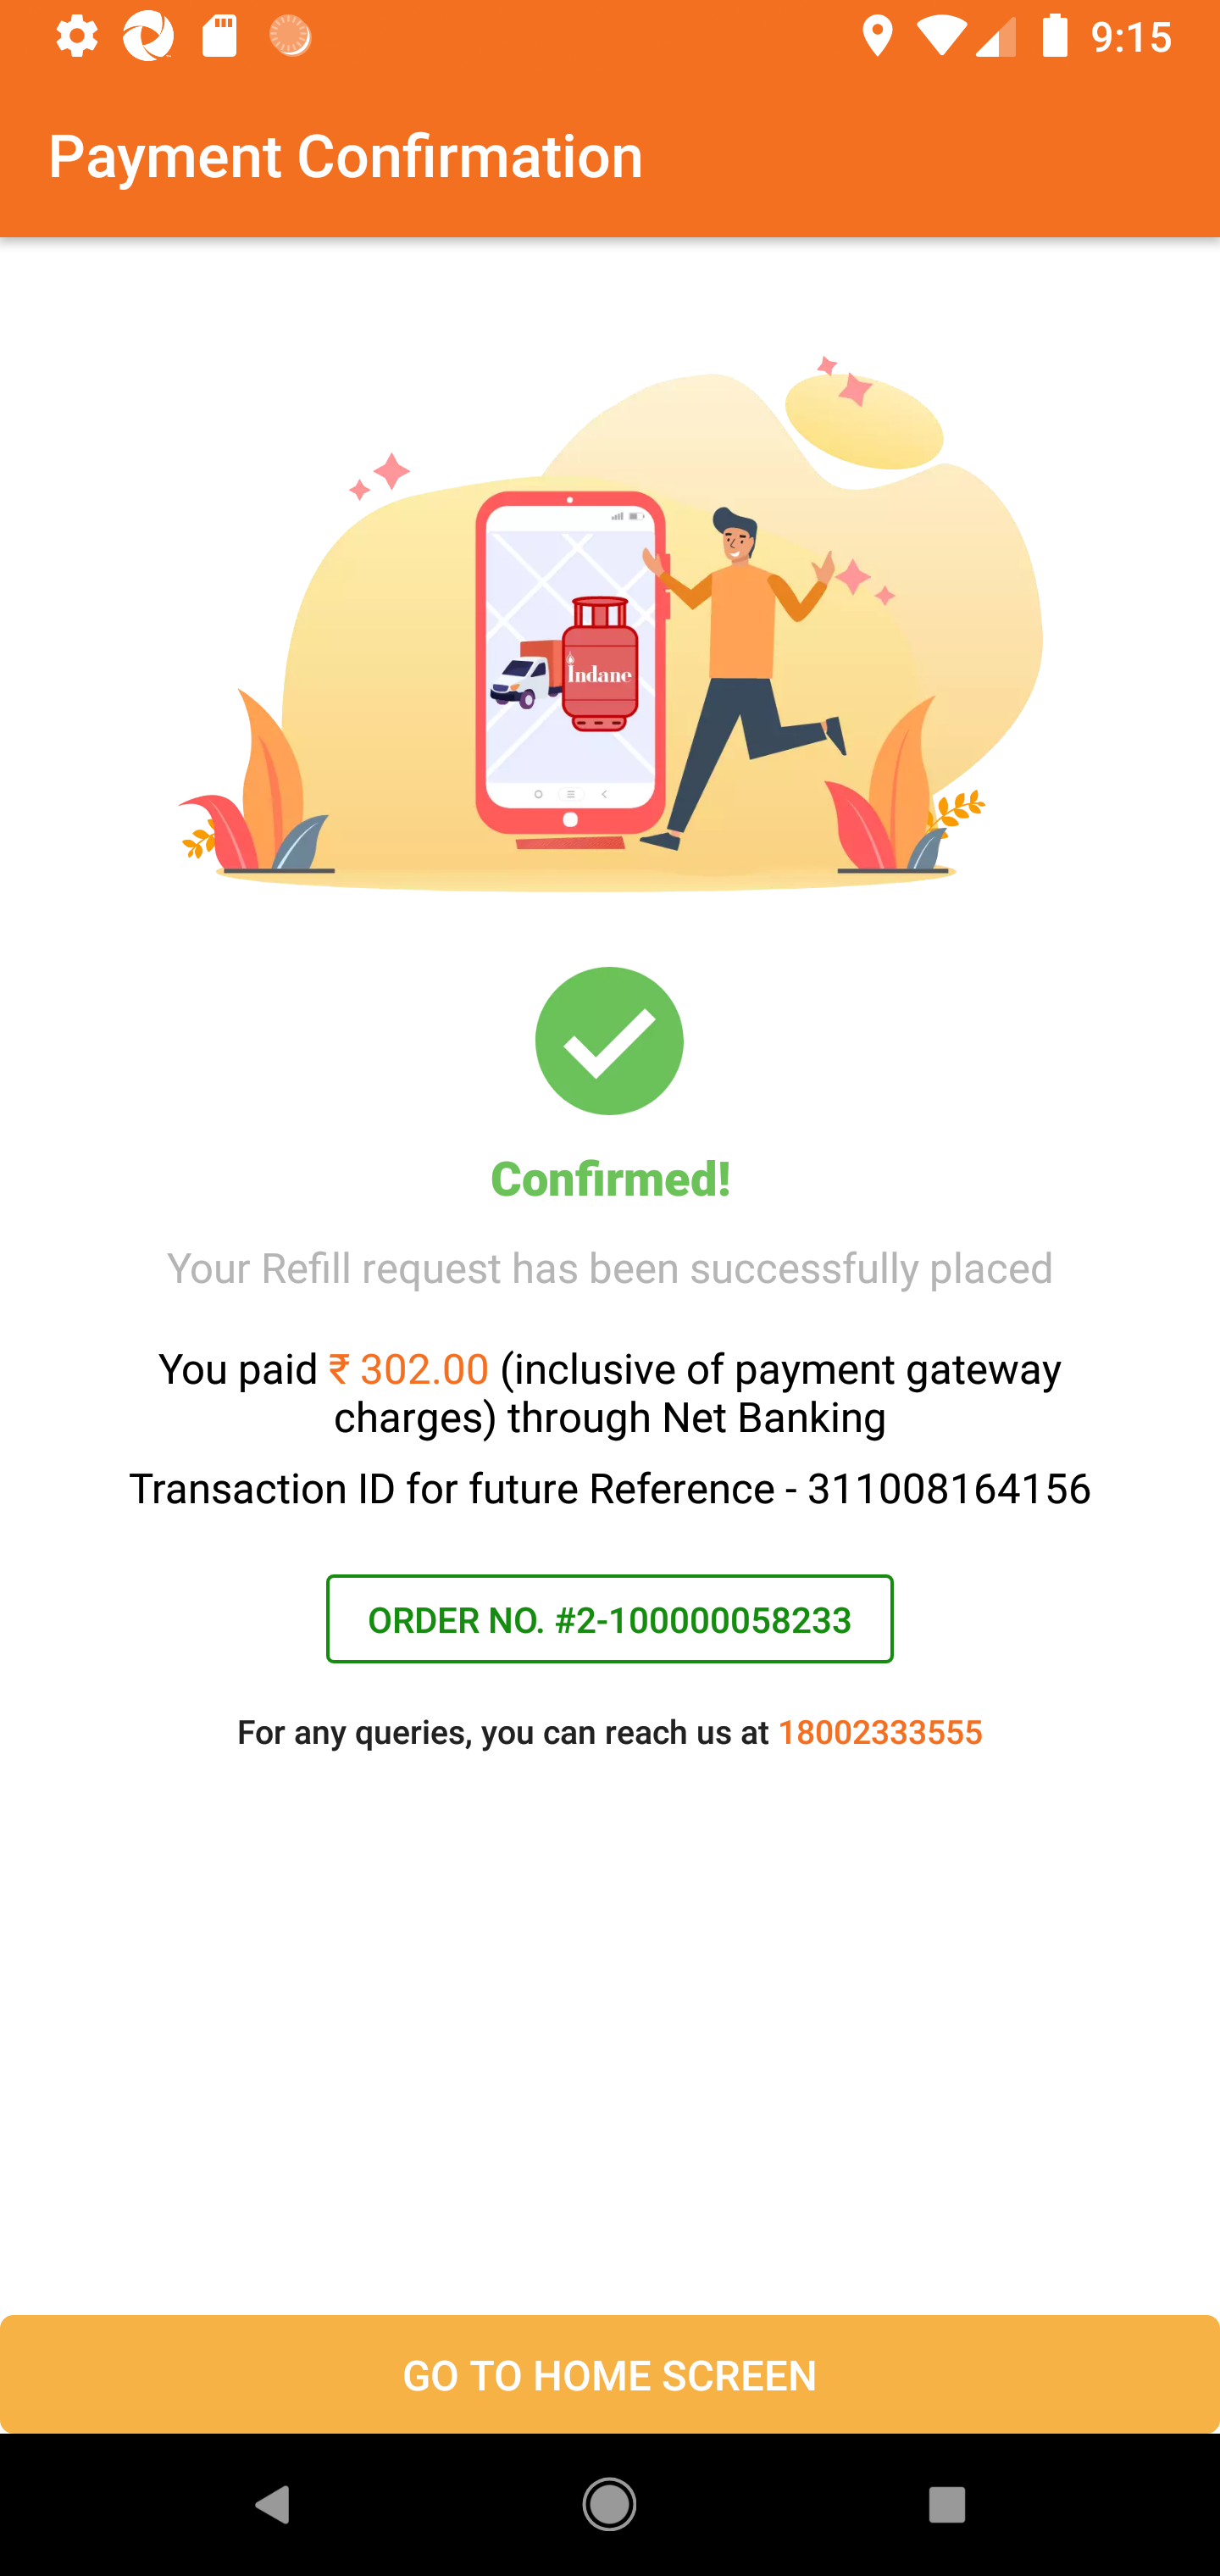 9:15
Payment Confirmation
Indane
Confirmed!
Your Refill request has been successfully placed
You paid ₹ 302.00 (inclusive of payment gateway
charges) through Net Banking
Transaction ID for future Reference - 311008164156
ORDER NO. #2-100000058233
For any queries, you can reach us at 18002333555
GO TO HOME SCREEN